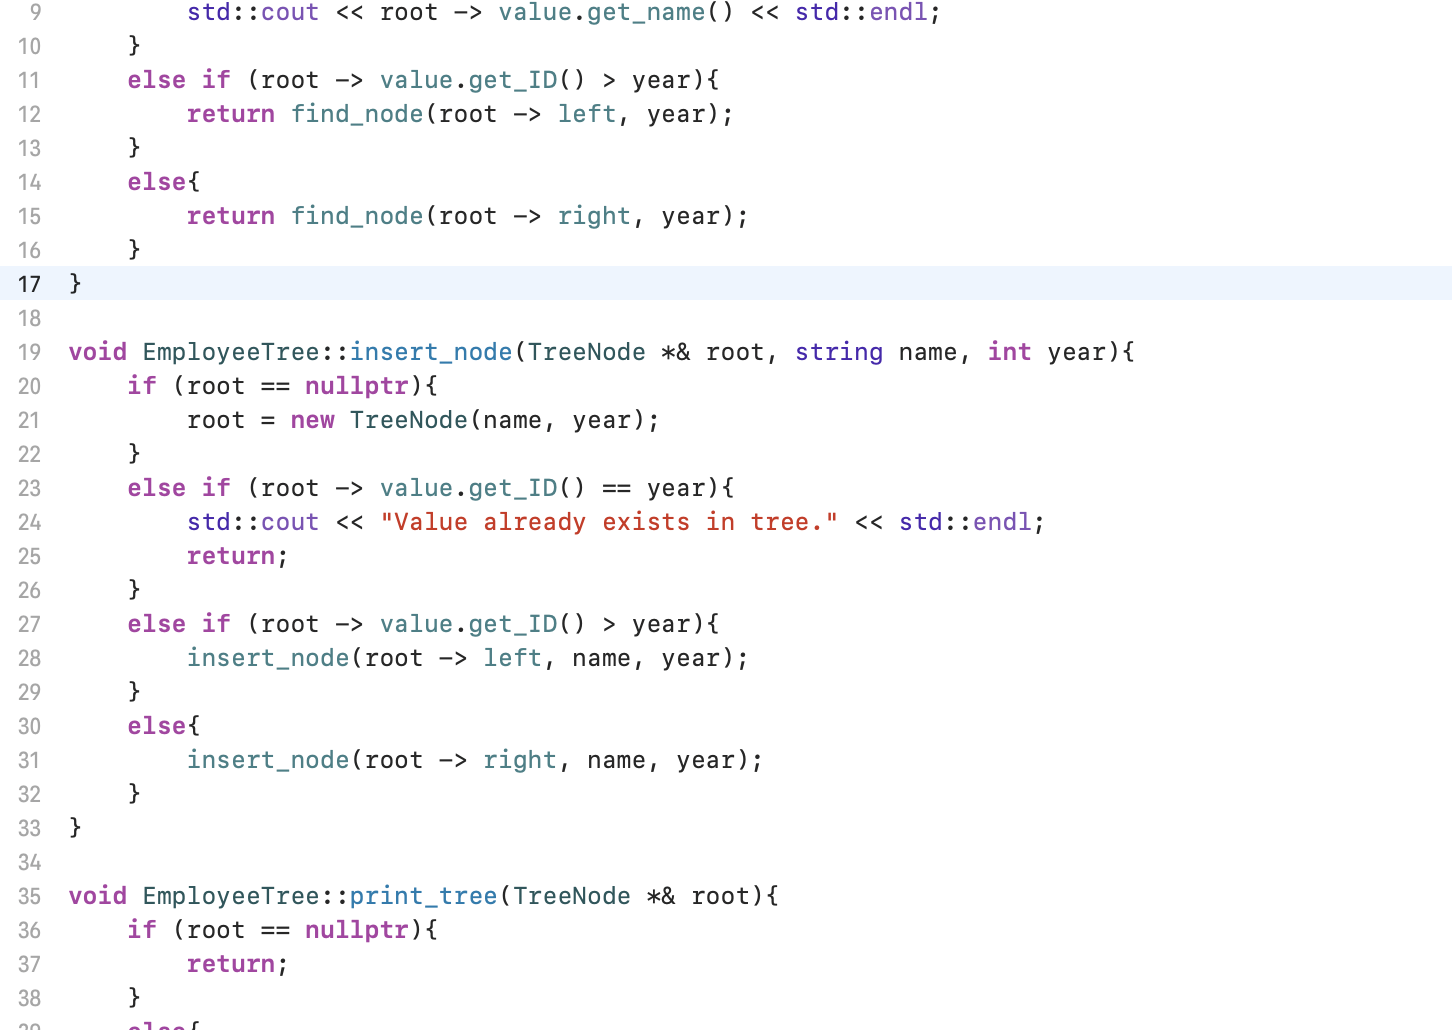 9 std::cout << root -> value.get_name() << std::endl;
10 }
11 else if (root -> value.get_ID() > year){
12 return find_node(root -> left, year);
13 }
14 else{
15 return find_node(root -> right, year);
16 }
17 }
18
19 void EmployeeTree::insert_node(TreeNode *& root, string name, int year){
20 if (root == nullptr){
21 root = new TreeNode(name, year);
22 }
23 else if (root -> value.get_ID() == year){
24 std::cout << "Value already exists in tree." << std::endl;
25 return;
26 }
27 else if (root -> value.get_ID() > year){
28 insert_node(root -> left, name, year);
29 }
30 else{
31 insert_node(root -> right, name, year);
32 }
33 }
34
35 void EmployeeTree::print_tree(TreeNode *& root){
36 if (root == nullptr){
37 return;
38 }
39 else{